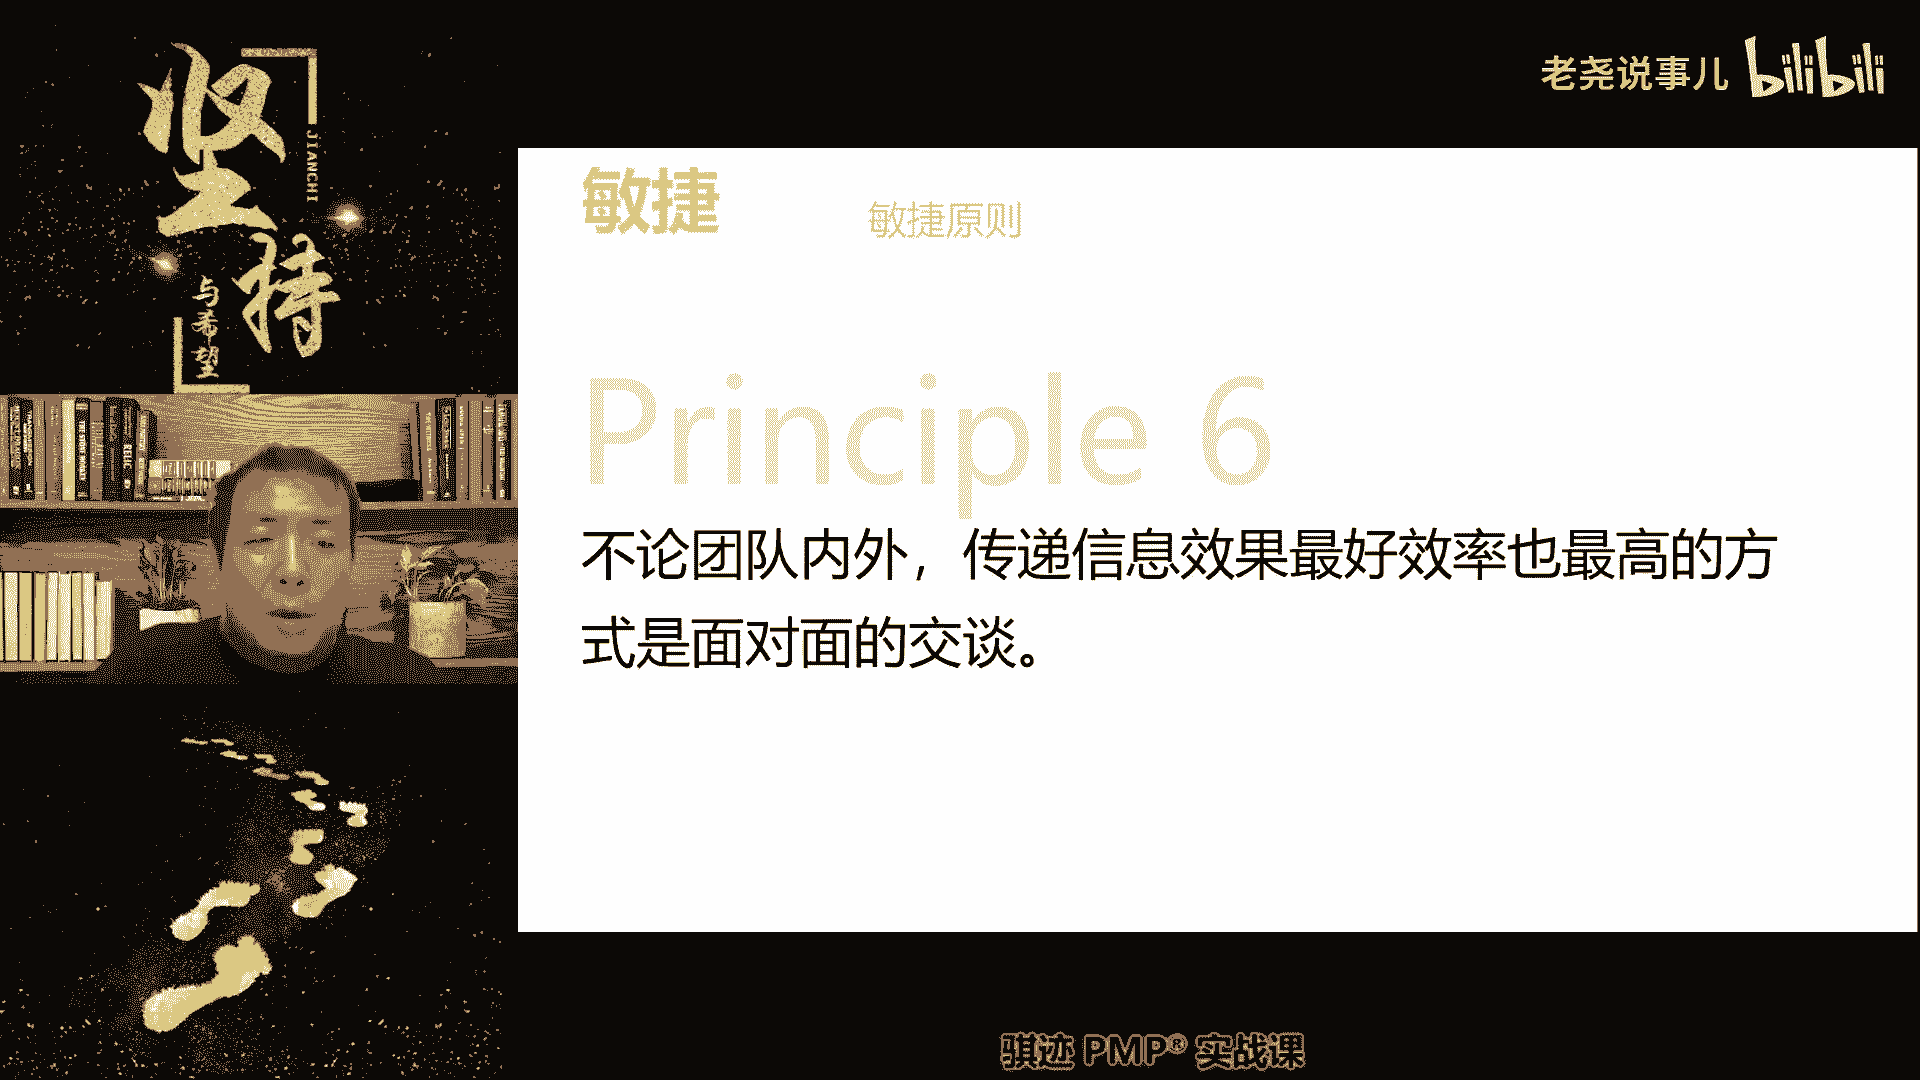 坚持
JIANCHI
与希望
老尧说事儿 bilibili
敏捷
敏捷原则
Principle 6
不论团队内外，传递信息效果最好效率也最高的方
式是面对面的交谈。
骐迹 PMP® 实战课